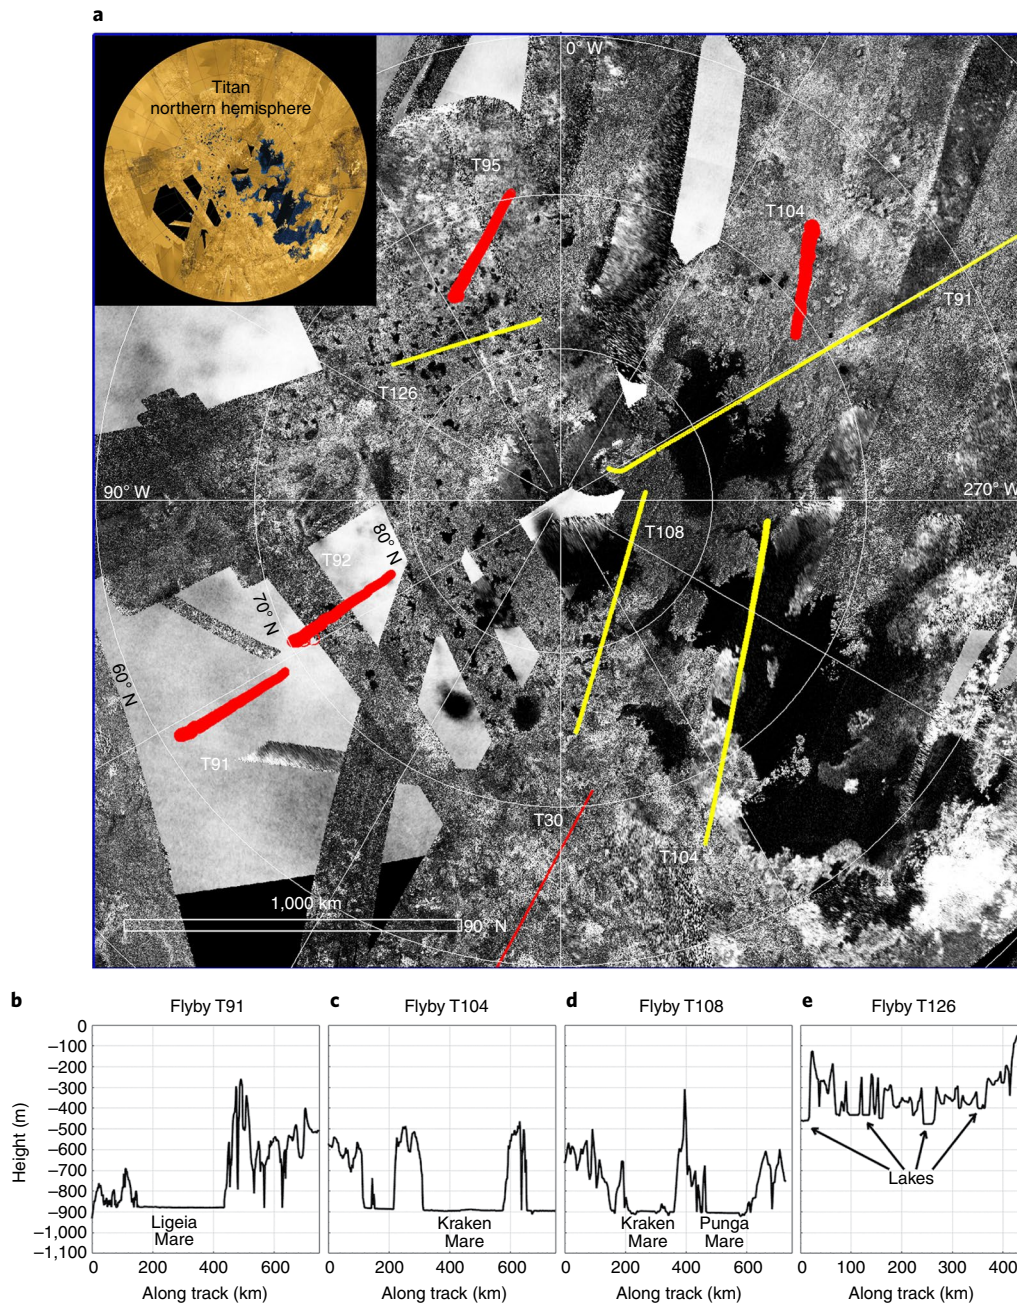 a
Titan
northern hemisphere
0° W
T95
T104
T91
T126
90° W
270° W
80° N
T108
T92
70° N
60° N
T91
T30
T104
1,000 km
90° N
b
Flyby T91
c
Flyby T104
d
Flyby T108
e
Flyby T126
Height (m)
0
–100
–200
–300
–400
–500
–600
–700
–800
–900
–1,000
–1,100
Ligeia
Mare
Kraken
Mare
Kraken
Mare
Punga
Mare
Lakes
0 200 400 600
0 200 400 600
0 200 400 600
0 100 200 300 400
Along track (km)
Along track (km)
Along track (km)
Along track (km)